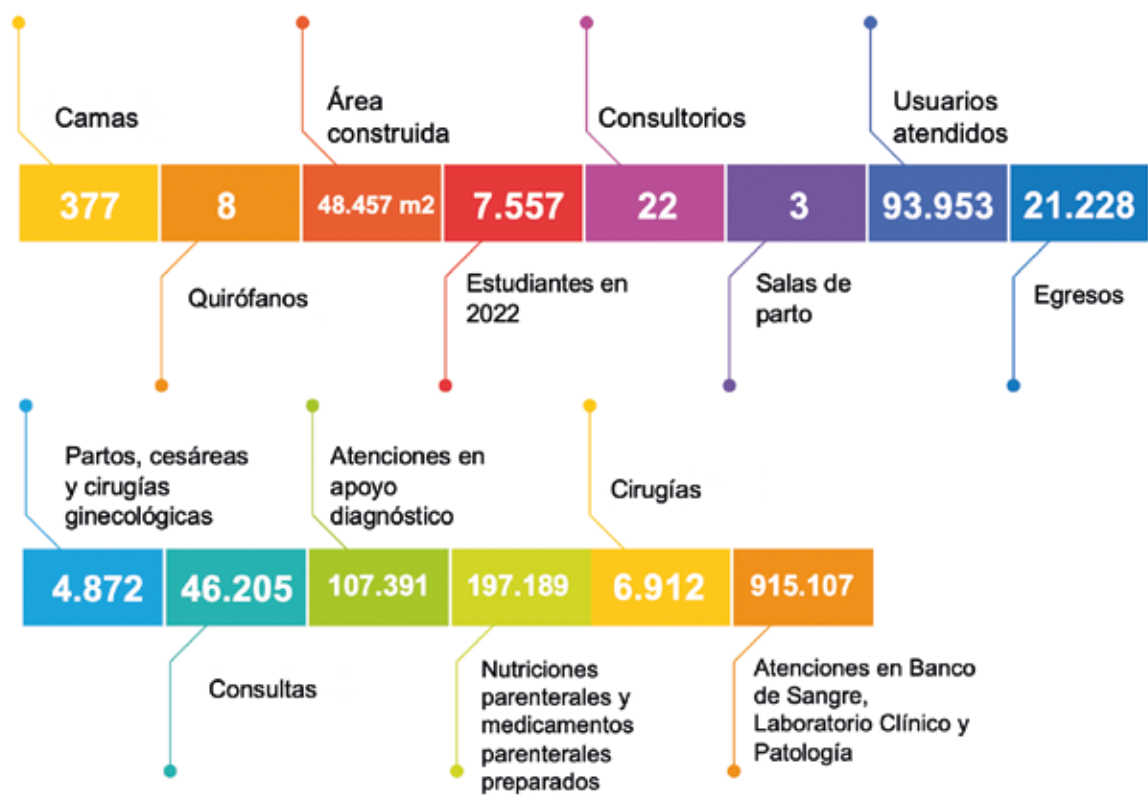 Camas
Área
construida
Consultorios
Usuarios
atendidos
377
8
48.457 m2
7.557
22
3
93.953
21.228
Quirófanos
Estudiantes en
2022
Salas de
parto
Egresos
Partos, cesáreas
y cirugías
ginecológicas
Atenciones en
apoyo
diagnóstico
Cirugías
4.872
46.205
107.391
197.189
6.912
915.107
Consultas
Nutriciones
parenterales y
medicamentos
parenterales
preparados
Atenciones en Banco
de Sangre,
Laboratorio Clínico y
Patología